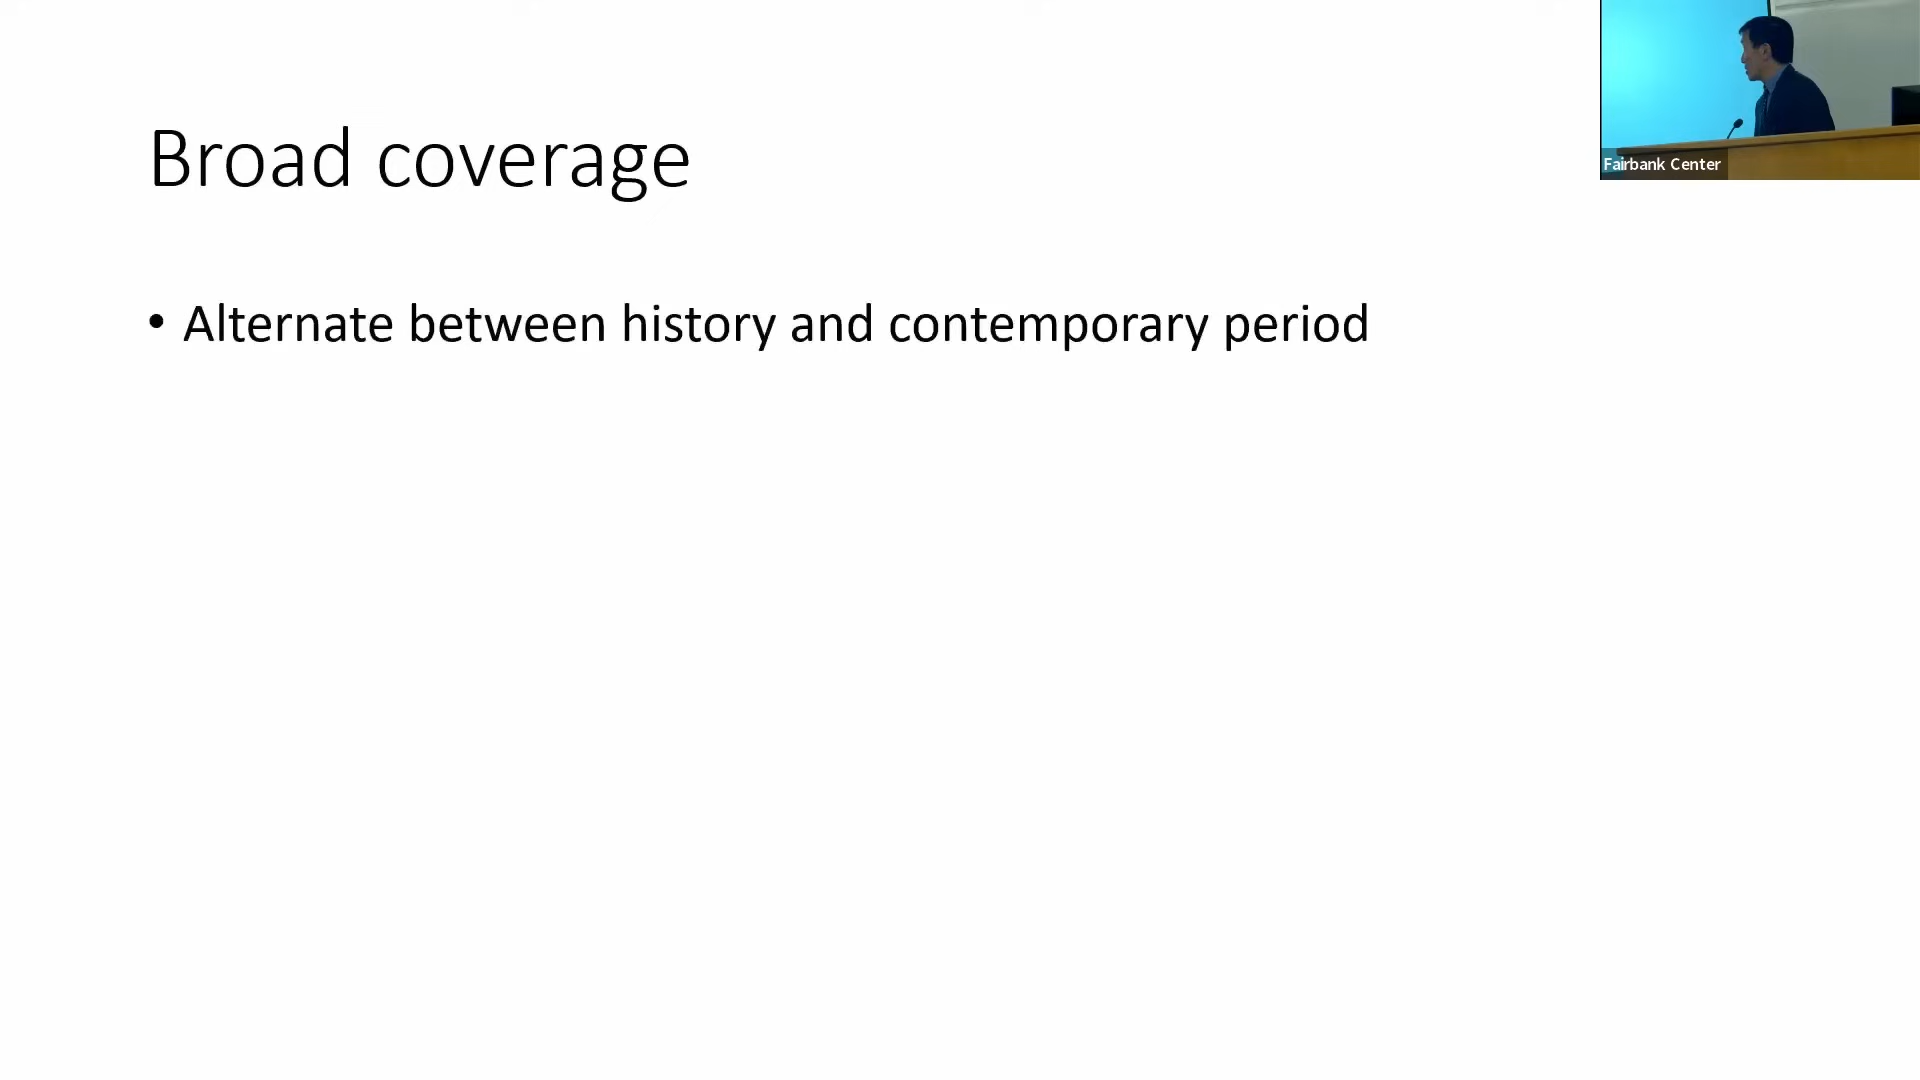 Broad coverage
• Alternate between history and contemporary period
Fairbank Center